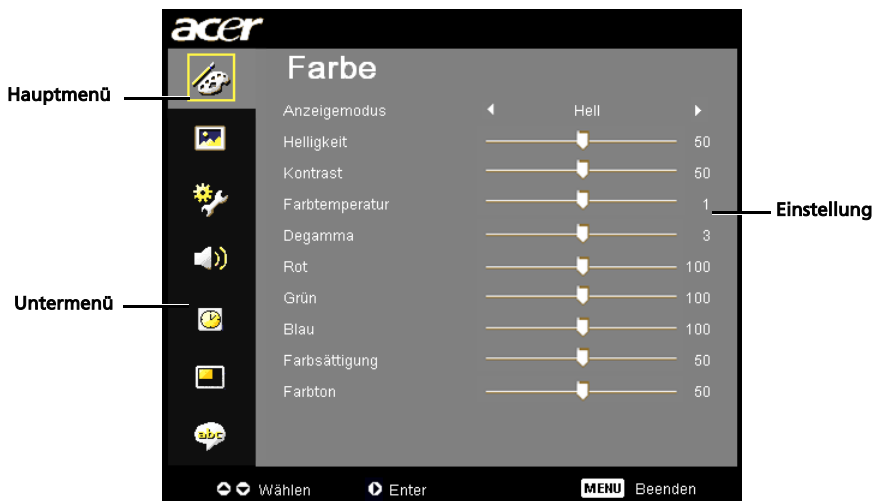 acer
Farbe
Hauptmenü
Anzeigemodus Hell
Helligkeit 50
Kontrast 50
Farbtemperatur 1
Einstellung
Degamma 3
Rot 100
Untermenü
Grün 100
Blau 100
Farbsättigung 50
Farbton 50
abc
Wählen Enter MENU Beenden